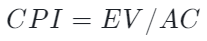 CPI = EV/AC